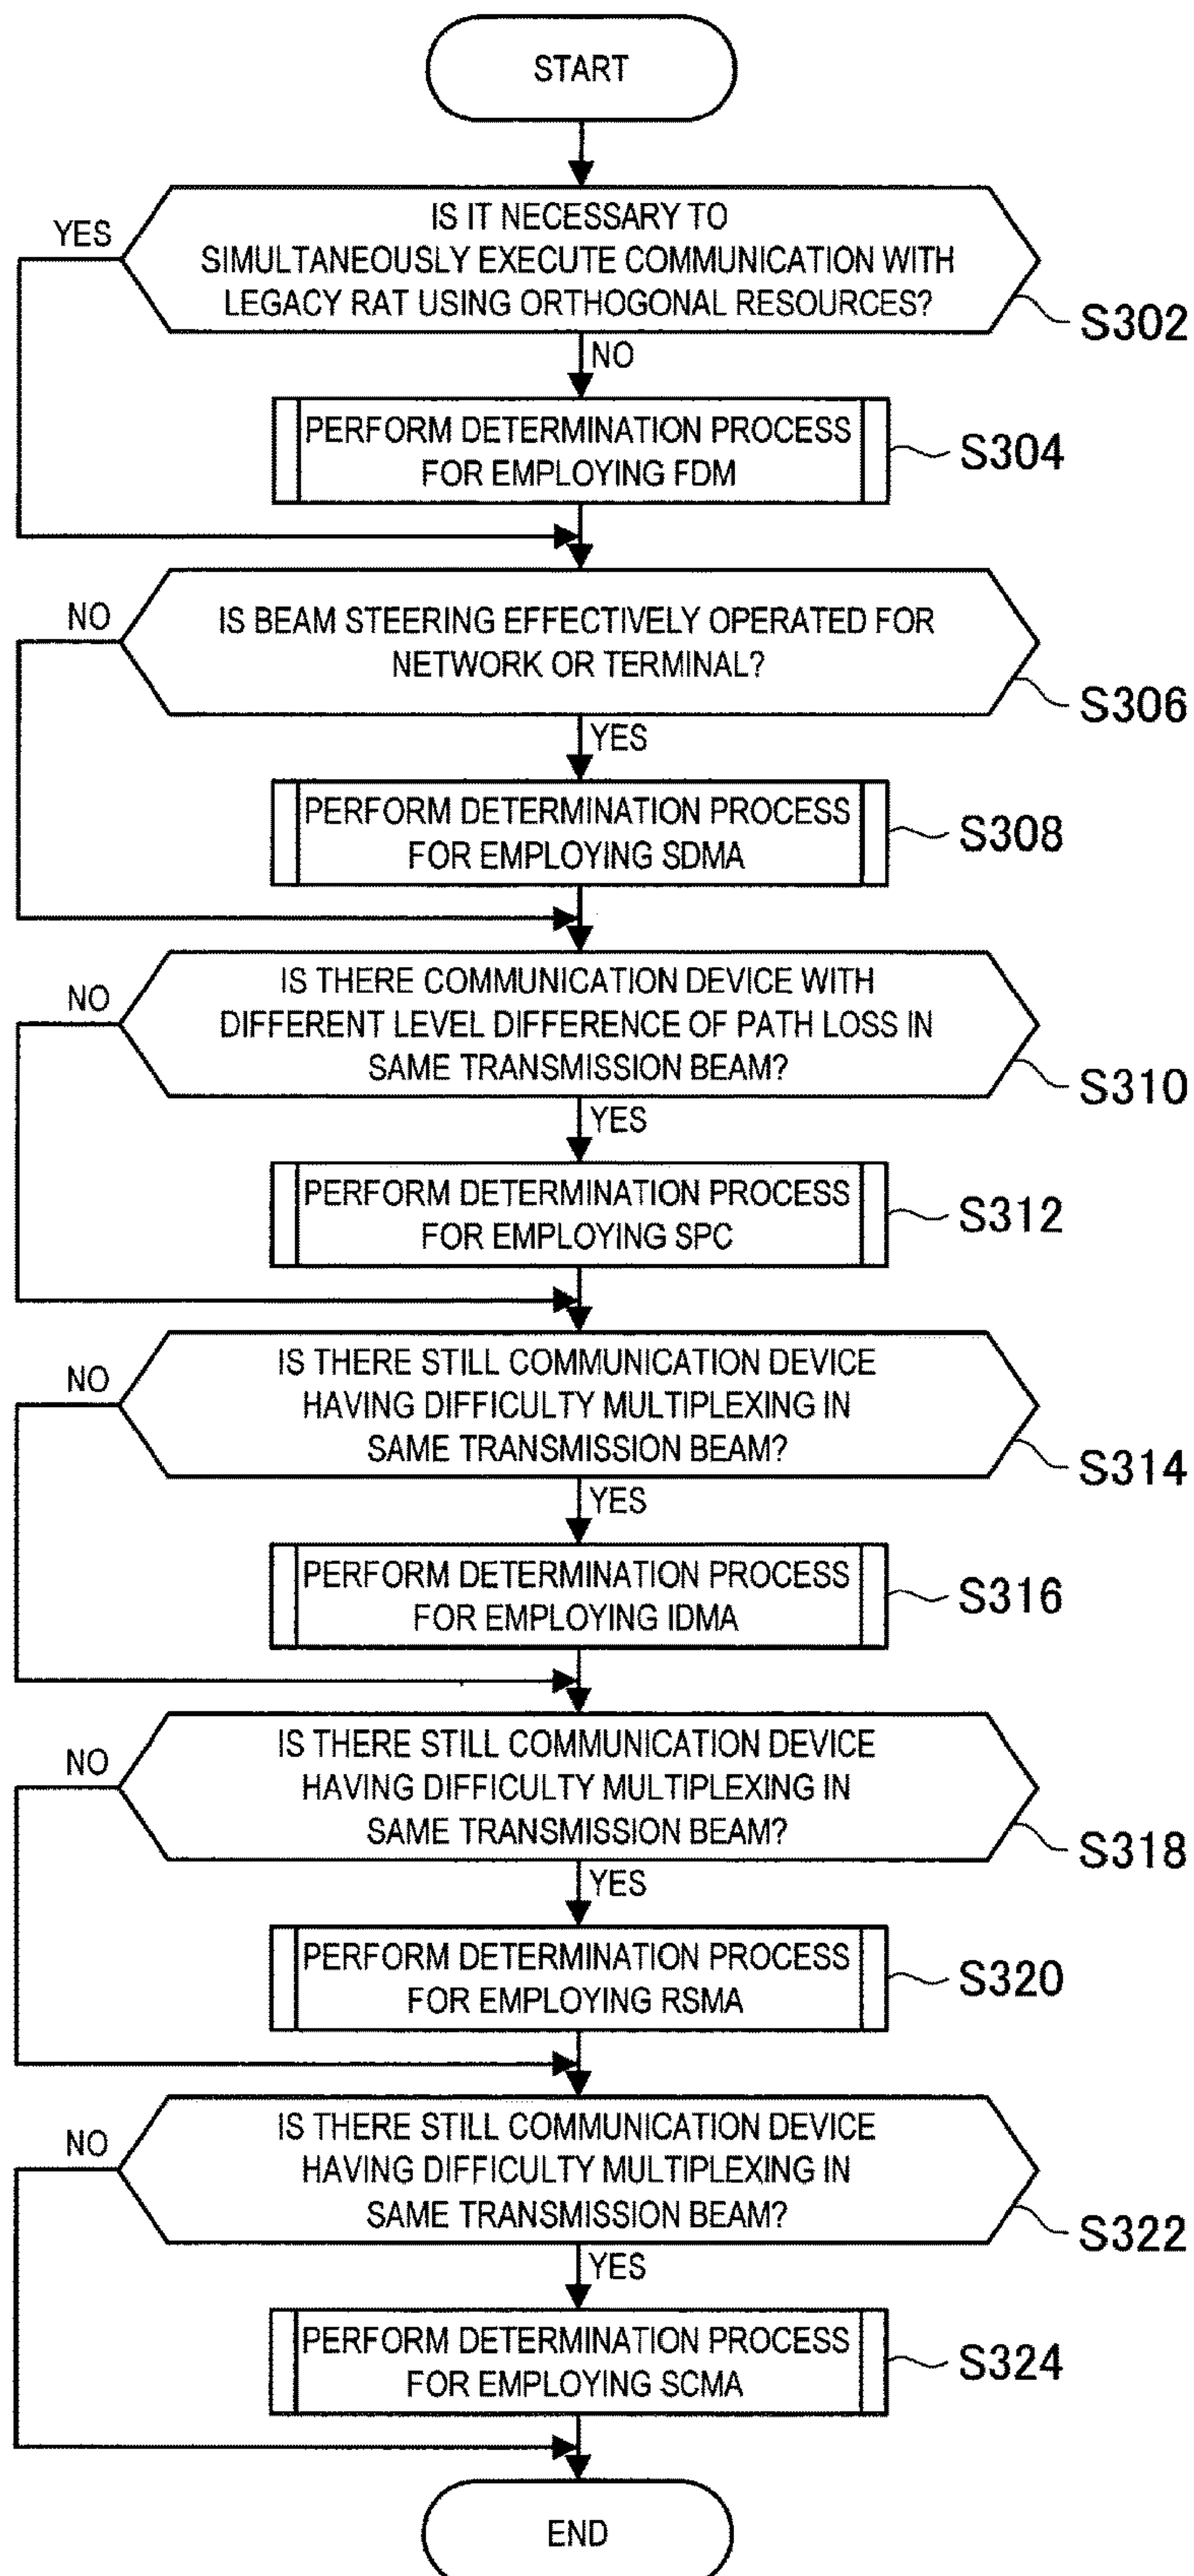 START
IS IT NECESSARY TO
YES
SIMULTANEOUSLY EXECUTE COMMUNICATION WITH
LEGACY RAT USING ORTHOGONAL RESOURCES?
S302
NO
PERFORM DETERMINATION PROCESS
FOR EMPLOYING FDM
S304
NO
IS BEAM STEERING EFFECTIVELY OPERATED FOR
NETWORK OR TERMINAL?
S306
YES
PERFORM DETERMINATION PROCESS
FOR EMPLOYING SDMA
S308
IS THERE COMMUNICATION DEVICE WITH
NO
DIFFERENT LEVEL DIFFERENCE OF PATH LOSS IN
SAME TRANSMISSION BEAM?
S310
YES
PERFORM DETERMINATION PROCESS
FOR EMPLOYING SPC
S312
IS THERE STILL COMMUNICATION DEVICE
NO
HAVING DIFFICULTY MULTIPLEXING IN
SAME TRANSMISSION BEAM?
S314
YES
PERFORM DETERMINATION PROCESS
FOR EMPLOYING IDMA
S316
IS THERE STILL COMMUNICATION DEVICE
NO
HAVING DIFFICULTY MULTIPLEXING IN
SAME TRANSMISSION BEAM?
S318
YES
PERFORM DETERMINATION PROCESS
FOR EMPLOYING RSMA
S320
IS THERE STILL COMMUNICATION DEVICE
NO
HAVING DIFFICULTY MULTIPLEXING IN
SAME TRANSMISSION BEAM?
S322
YES
PERFORM DETERMINATION PROCESS
FOR EMPLOYING SCMA
S324
END